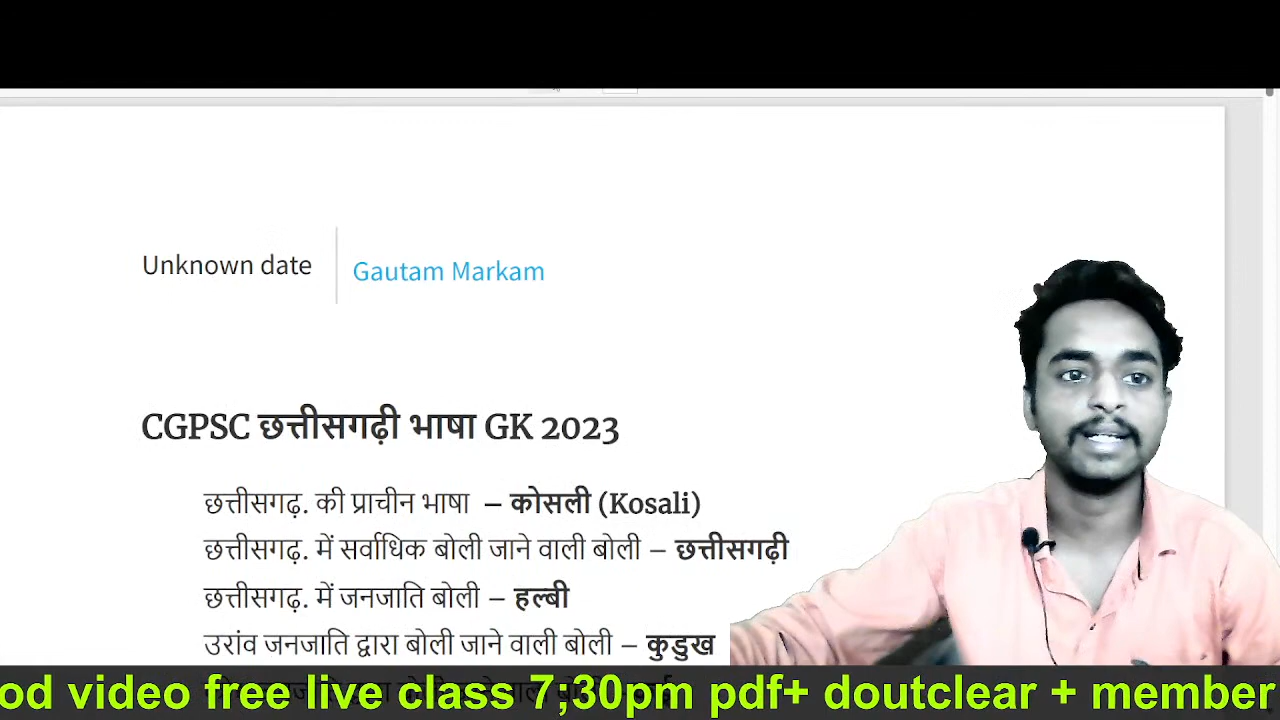 Unknown date
Gautam Markam
CGPSC छत्तीसगढ़ी भाषा GK 2023
छत्तीसगढ़. की प्राचीन भाषा – कोसली (Kosali)
छत्तीसगढ़. में सर्वाधिक बोली जाने वाली बोली – छत्तीसगढ़ी
छत्तीसगढ़. में जनजाति बोली – हल्बी
उरांव जनजाति द्वारा बोली जाने वाली बोली – कुडुख
od video free live class 7,30pm pdf+ doutclear + member